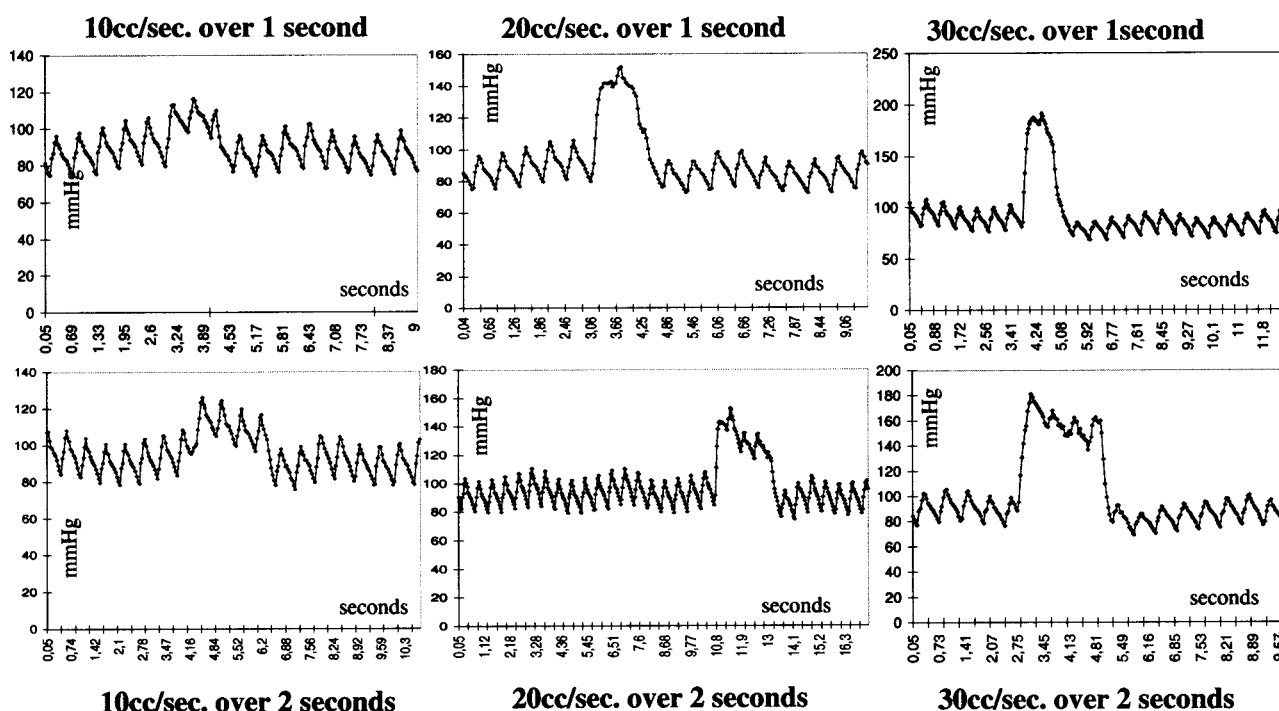 10cc/sec. over 1 second
140
120
100
80
60
40
20
0
mmHg
seconds
0,05 0,69 1,33 1,95 2,6 3,24 3,89 4,53 5,17 5,81 6,43 7,08 7,73 8,37 9
20cc/sec. over 1 second
160
140
120
100
80
60
40
20
0
mmHg
seconds
0,04 0,65 1,26 1,86 2,46 3,06 3,66 4,25 4,86 5,46 6,06 6,66 7,26 7,87 8,44 9,06
30cc/sec. over 1second
250
200
150
100
50
0
mmHg
seconds
0,05 0,88 1,72 2,56 3,41 4,24 5,08 5,92 6,77 7,61 8,45 9,27 10,1 11 11,8
140
120
100
80
60
40
20
0
mmHg
seconds
0,05 0,74 1,42 2,1 2,78 3,47 4,16 4,84 5,52 6,2 6,88 7,56 8,24 8,92 9,59 10,3
10cc/sec. over 2 seconds
180
160
140
120
100
80
60
40
20
0
mmHg
seconds
0,05 1,12 2,18 3,28 4,36 5,45 6,51 7,6 8,69 9,77 10,8 11,9 13 14,1 15,2 16,3
20cc/sec. over 2 seconds
200
180
160
140
120
100
80
60
40
20
0
mmHg
seconds
0,05 0,73 1,41 2,07 2,75 3,45 4,13 4,81 5,49 6,16 6,85 7,53 8,21 8,89 9,57
30cc/sec. over 2 seconds